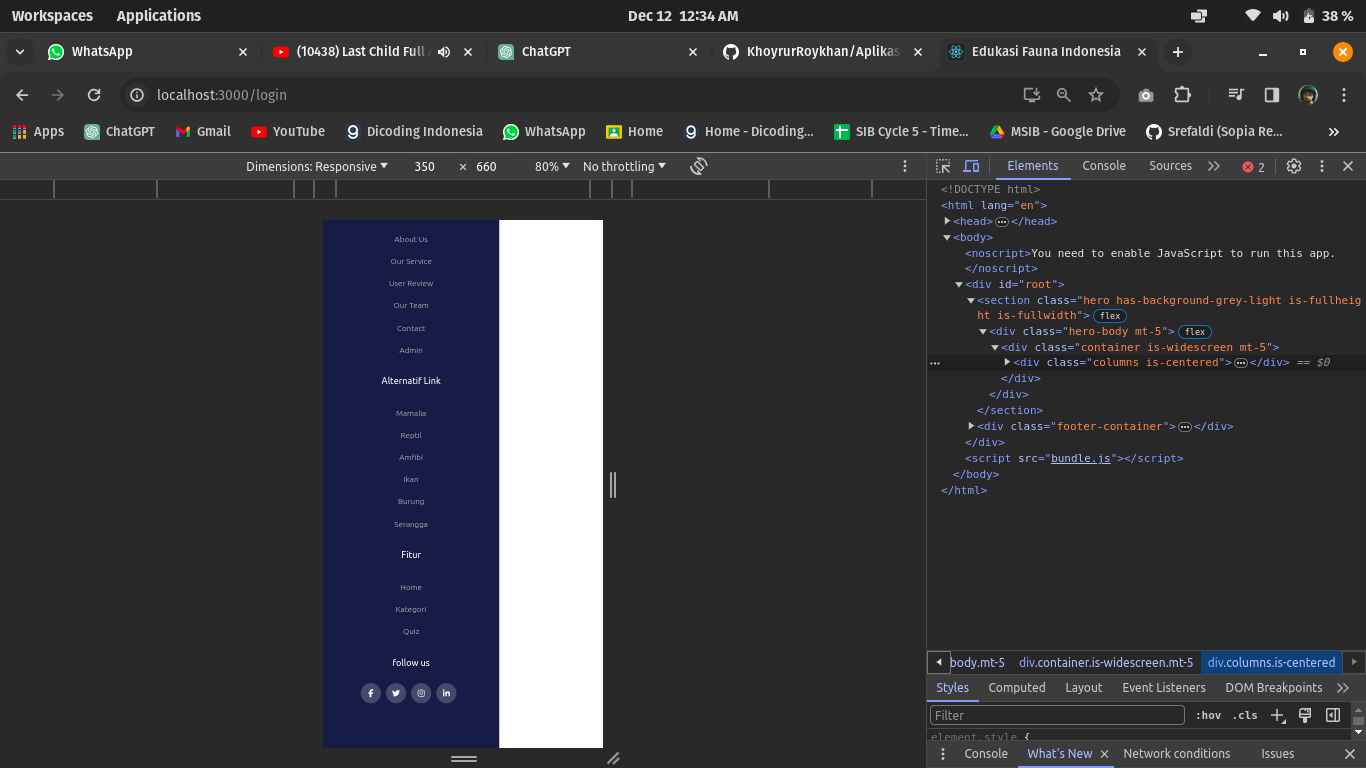 Workspaces Applications Dec 12 12:34 AM 38 %
WhatsApp (10438) Last Child Full ChatGPT KhoyrurRoykhan/Aplikas Edukasi Fauna Indonesia
localhost:3000/login
Apps ChatGPT Gmail YouTube Dicoding Indonesia WhatsApp Home Home - Dicoding... SIB Cycle 5 - Time... MSIB - Google Drive Srefaldi (Sopia Re... »
Dimensions: Responsive 350 × 660 80% No throttling
Elements Console Sources 2
About Us
Our Service
User Review
Our Team
Contact
Admin
Alternatif Link
Mamalia
Reptil
Amfibi
Ikan
Burung
Serangga
Fitur
Home
Kategori
Quiz
follow us
<!DOCTYPE html>
<html lang="en">
<head>…</head>
<body>
<noscript>You need to enable JavaScript to run this app.
</noscript>
<div id="root">
<section class="hero has-background-grey-light is-fullheig
ht is-fullwidth"> flex
<div class="hero-body mt-5"> flex
<div class="container is-widescreen mt-5">
<div class="columns is-centered">…</div> == $0
</div>
</div>
</section>
<div class="footer-container">…</div>
</div>
<script src="bundle.js"></script>
</body>
</html>
body.mt-5 div.container.is-widescreen.mt-5 div.columns.is-centered
Styles Computed Layout Event Listeners DOM Breakpoints
Filter :hov .cls
element.style {
Console What's New Network conditions Issues